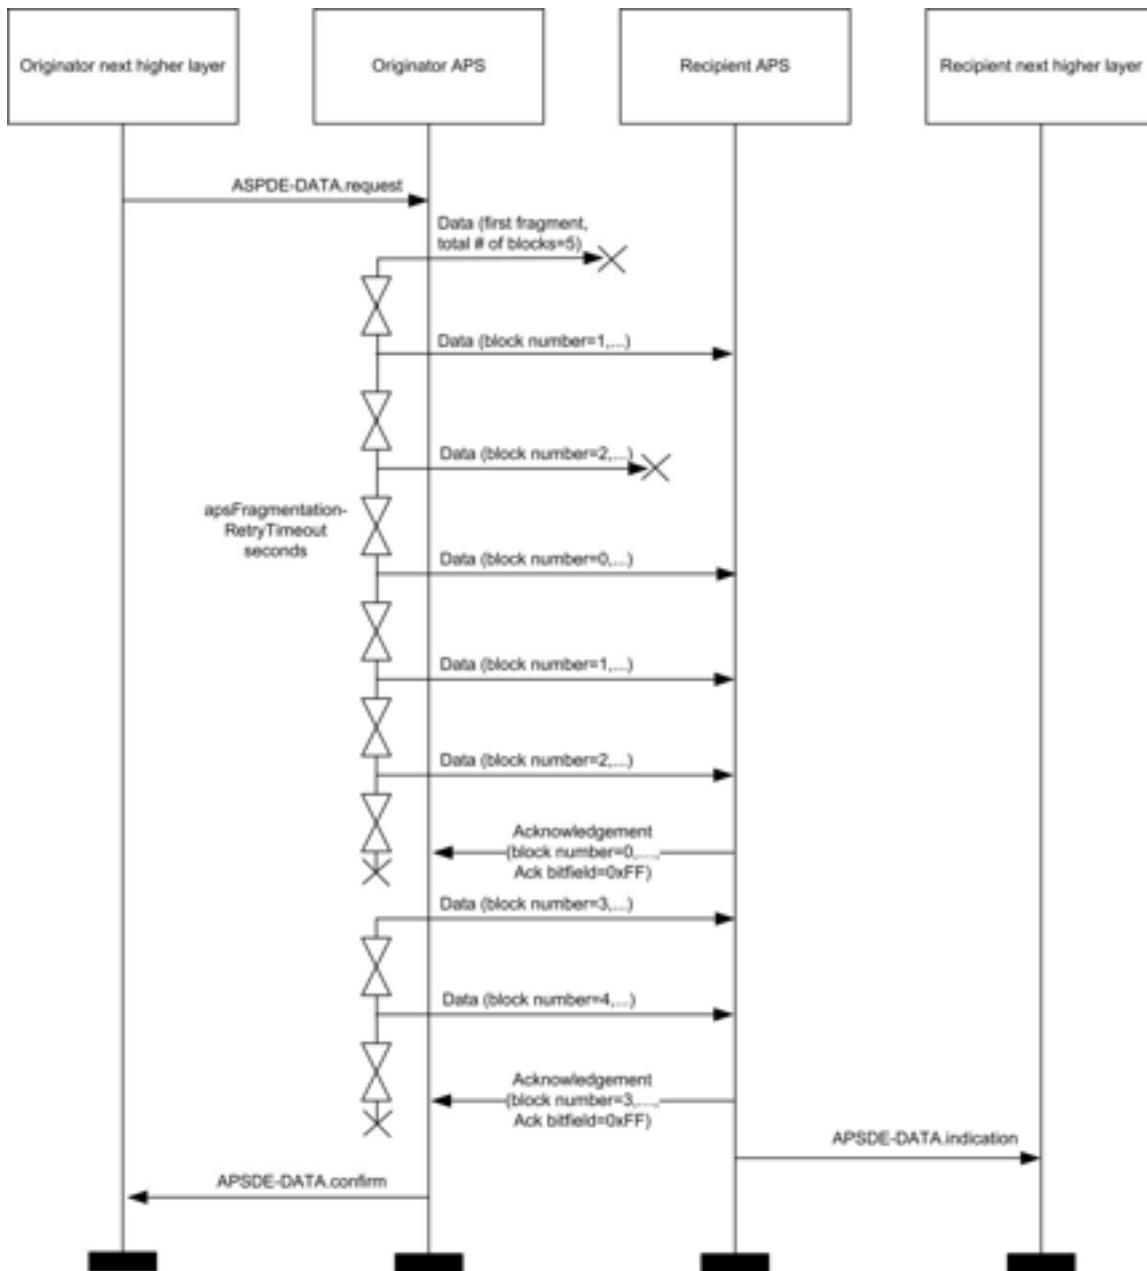 Originator next higher layer
Originator APS
Recipient APS
Recipient next higher layer
ASPDE-DATA.request
Data (first fragment,
total # of blocks=5)
Data (block number=1,...)
Data (block number=2,...)
apsFragmentation-
RetryTimeout
seconds
Data (block number=0,...)
Data (block number=1,...)
Data (block number=2,...)
Acknowledgement
(block number=0,....,
Ack bitfield=0xFF)
Data (block number=3,...)
Data (block number=4,...)
Acknowledgement
(block number=3,....,
Ack bitfield=0xFF)
APSDE-DATA.indication
APSDE-DATA.confirm